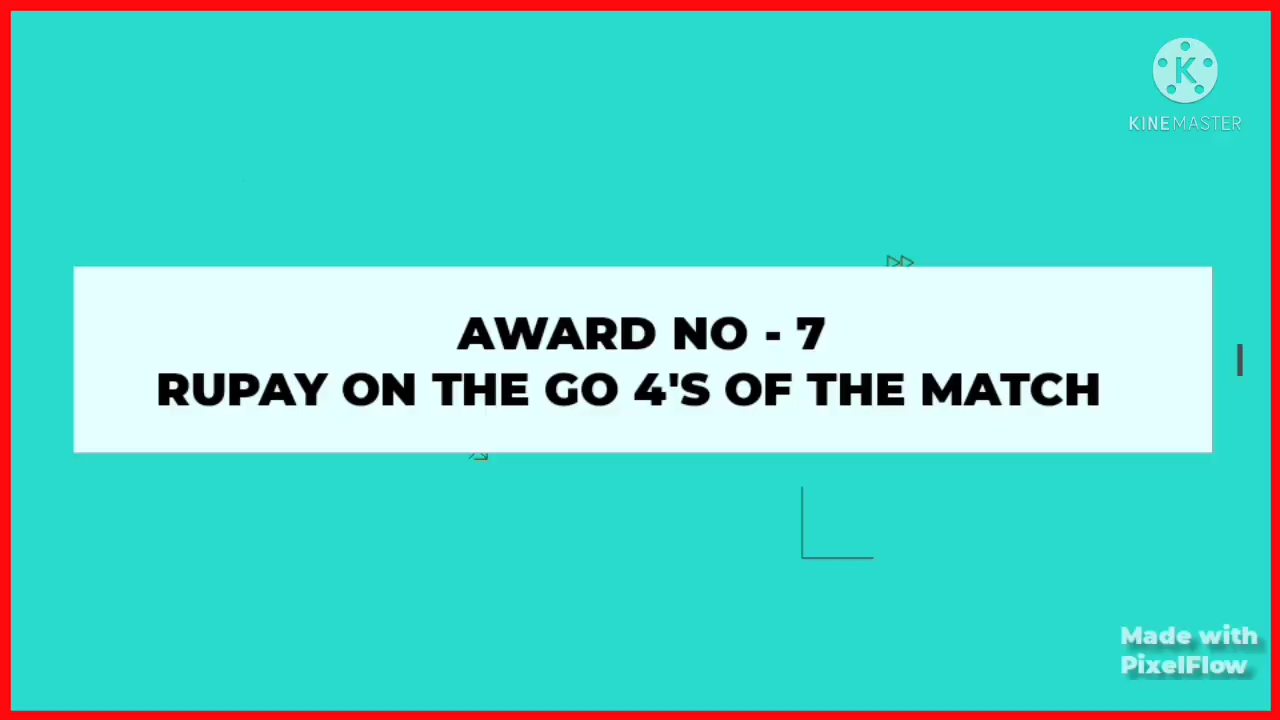 K
KINEMASTER
AWARD NO - 7
RUPAY ON THE GO 4'S OF THE MATCH
Made with
PixelFlow